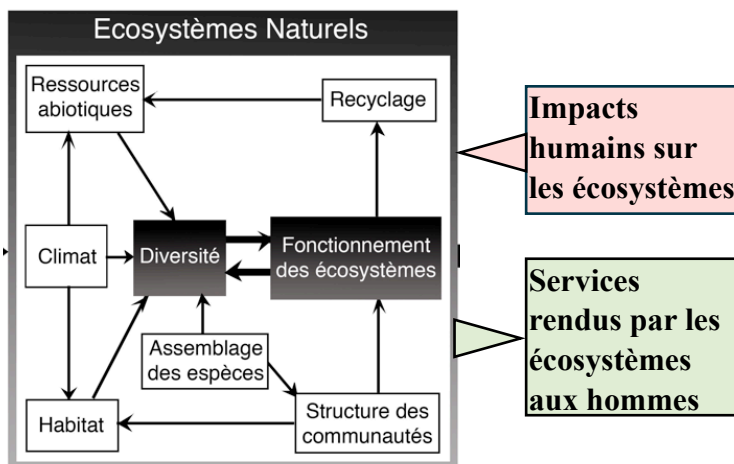 Ecosystèmes Naturels
Ressources
abiotiques
Recyclage
Climat
Diversité
Fonctionnement
des écosystèmes
Assemblage
des espèces
Habitat
Structure des
communautés
Impacts
humains sur
les écosystèmes
Services
rendus par les
écosystèmes
aux hommes